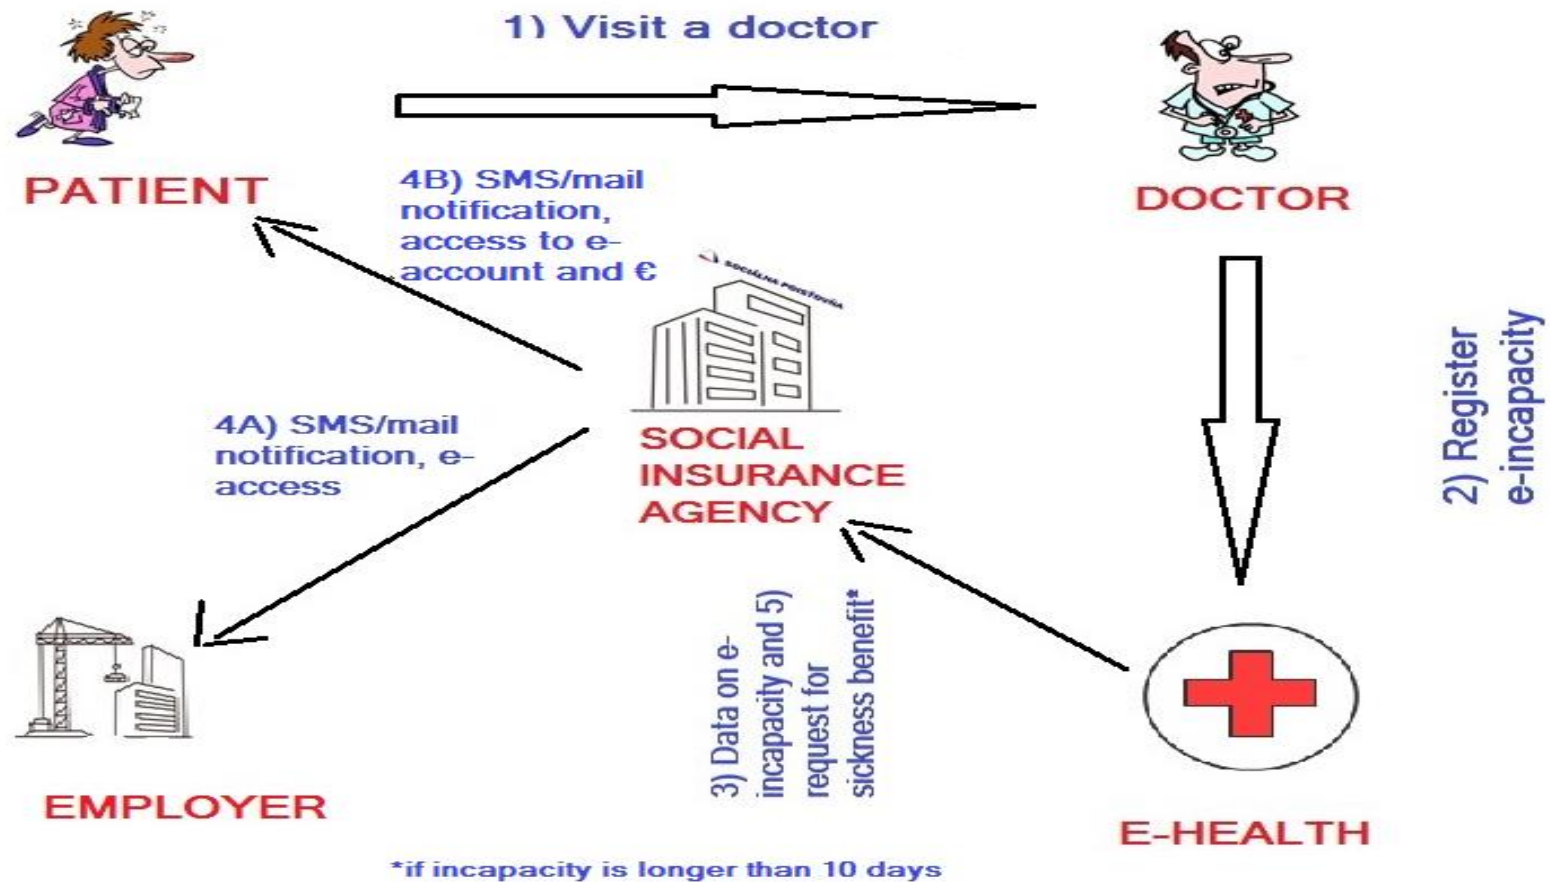 1) Visit a doctor
PATIENT
DOCTOR
4B) SMS/mail
notification,
access to e-
account and €
SOCIÁLNA POISŤOVŇA
2) Register
e-incapacity
4A) SMS/mail
notification, e-
access
SOCIAL
INSURANCE
AGENCY
3) Data on e-
incapacity and 5)
request for
sickness benefit*
EMPLOYER
E-HEALTH
*if incapacity is longer than 10 days